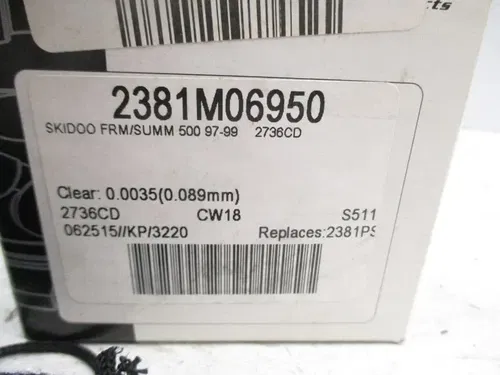 2381M06950
SKIDOO FRM/SUMM 500 97-99 2736CD
Clear: 0.0035(0.089mm)
2736CD CW18 S511
062515//KP/3220 Replaces:2381PS